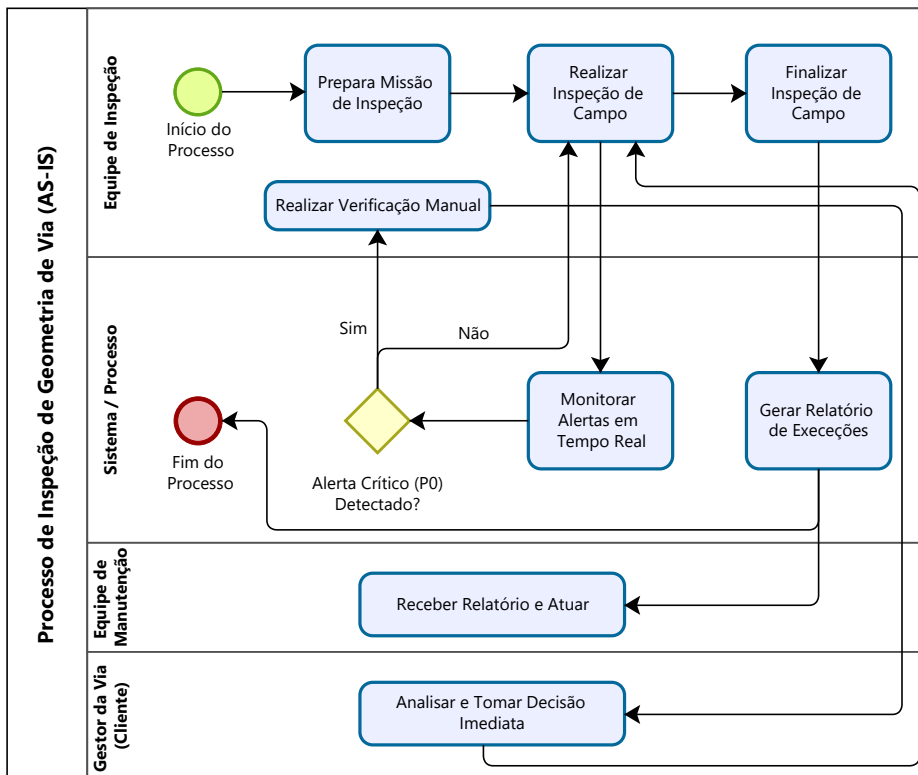 Processo de Inspeção de Geometria de Via (AS-IS)
Equipe de Inspeção
Início do
Processo
Prepara Missão
de Inspeção
Realizar
Inspeção de
Campo
Finalizar
Inspeção de
Campo
Realizar Verificação Manual
Sistema / Processo
Sim
Não
Fim do
Processo
Alerta Crítico (P0)
Detectado?
Monitorar
Alertas em
Tempo Real
Gerar Relatório
de Execeções
Equipe de
Manutenção
Receber Relatório e Atuar
Gestor da Via
(Cliente)
Analisar e Tomar Decisão
Imediata